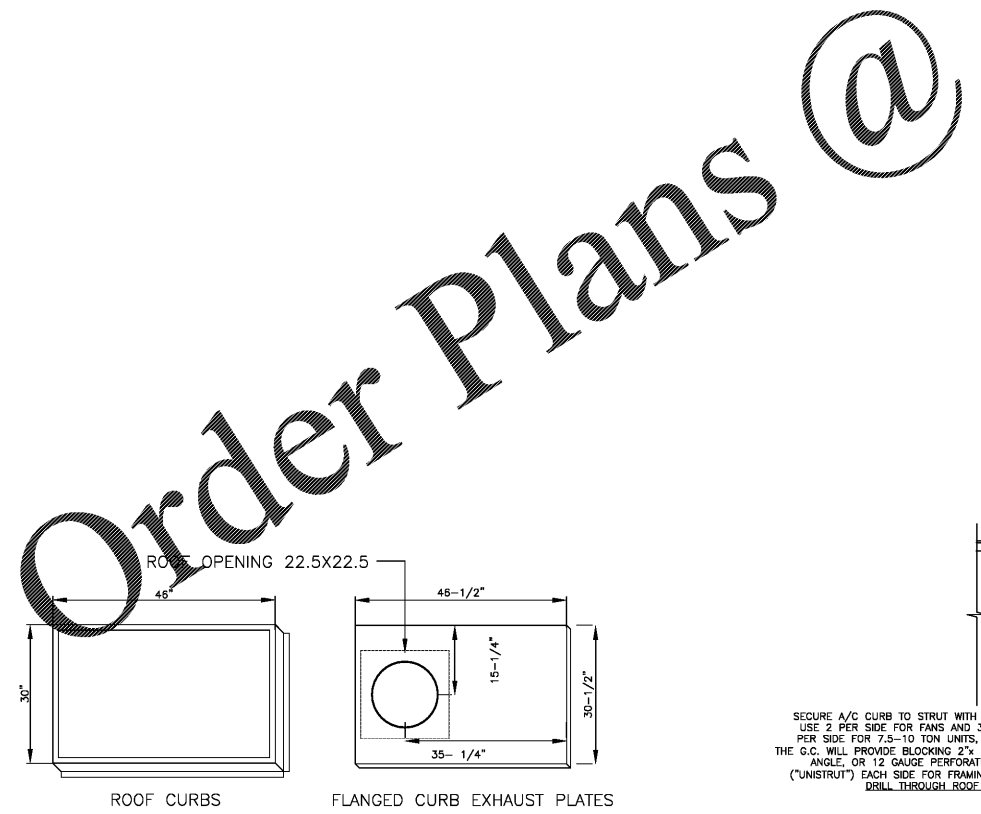 Order Plans @
ROOF OPENING 22.5X22.5
46"
30"
ROOF CURBS
46-1/2"
15-1/4"
30-1/2"
35- 1/4"
FLANGED CURB EXHAUST PLATES
SECURE A/C CURB TO STRUT WITH
USE 2 PER SIDE FOR FANS AND 3
PER SIDE FOR 7.5-10 TON UNITS,
THE G.C. WILL PROVIDE BLOCKING 2"x
ANGLE, OR 12 GAUGE PERFORAT
("UNISTRUT") EACH SIDE FOR FRAMIN
DRILL THROUGH ROOF